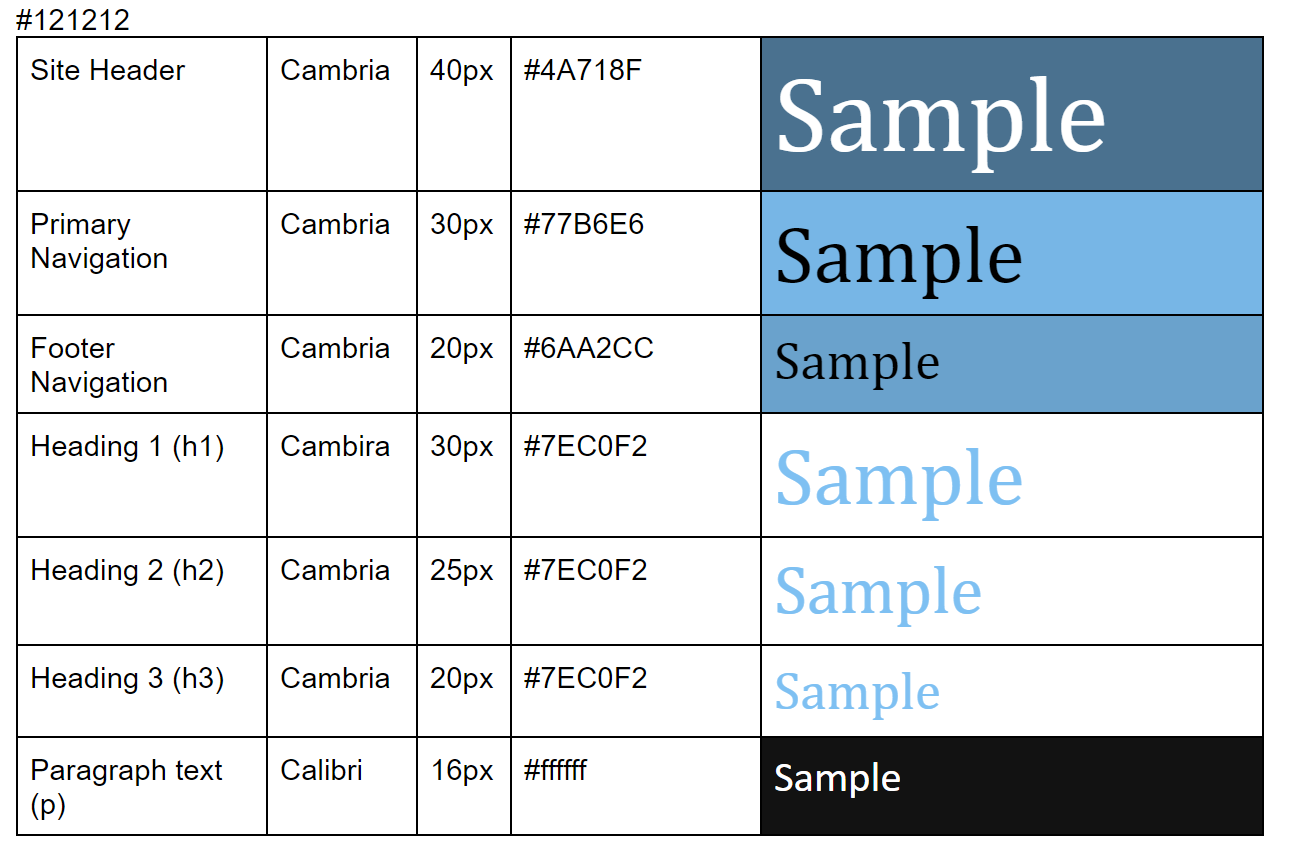 #121212
Site Header Cambria 40px #4A718F Sample
Primary Cambria 30px #77B6E6 Sample
Navigation
Footer Cambria 20px #6AA2CC Sample
Navigation
Heading 1 (h1) Cambira 30px #7EC0F2 Sample
Heading 2 (h2) Cambria 25px #7EC0F2 Sample
Heading 3 (h3) Cambria 20px #7EC0F2 Sample
Paragraph text Calibri 16px #ffffff Sample
(p)